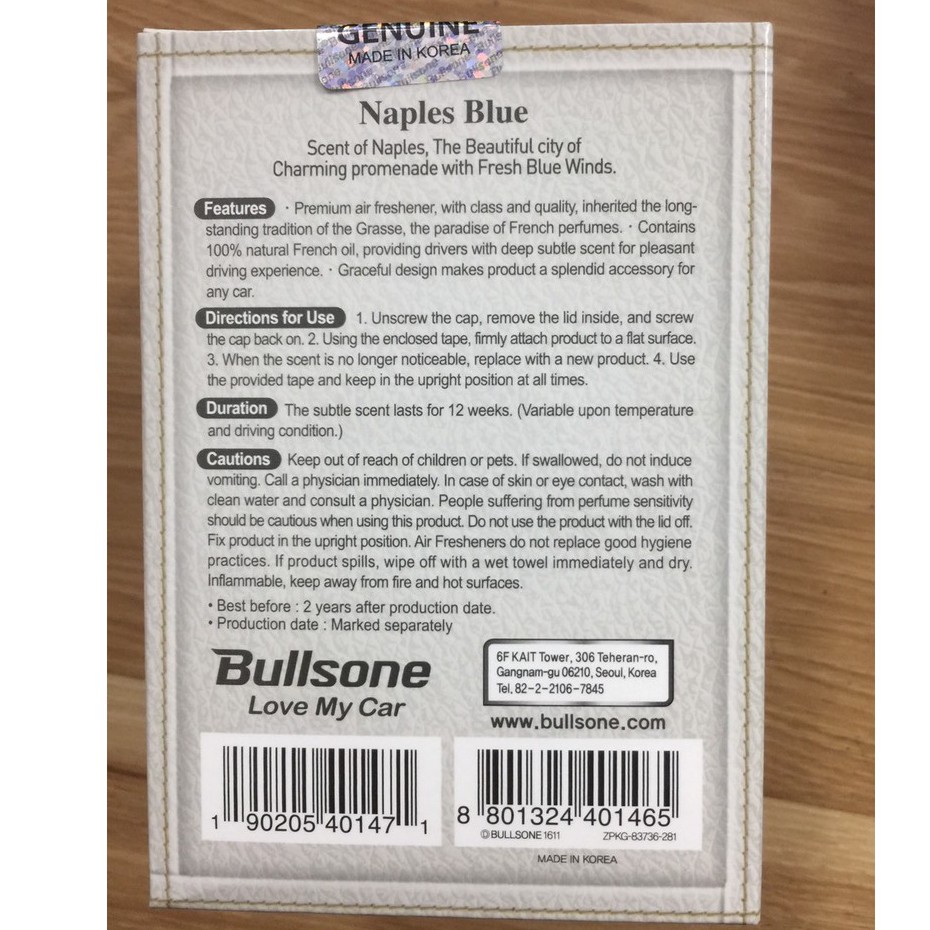 GENUINE
MADE IN KOREA
Naples Blue
Scent of Naples, The Beautiful city of
Charming promenade with Fresh Blue Winds.
Features · Premium air freshener, with class and quality, inherited the long-
standing tradition of the Grasse, the paradise of French perfumes. · Contains
100% natural French oil, providing drivers with deep subtle scent for pleasant
driving experience. · Graceful design makes product a splendid accessory for
any car.
Directions for Use 1. Unscrew the cap, remove the lid inside, and screw
the cap back on. 2. Using the enclosed tape, firmly attach product to a flat surface.
3. When the scent is no longer noticeable, replace with a new product. 4. Use
the provided tape and keep in the upright position at all times.
Duration The subtle scent lasts for 12 weeks. (Variable upon temperature
and driving condition.)
Cautions Keep out of reach of children or pets. If swallowed, do not induce
vomiting. Call a physician immediately. In case of skin or eye contact, wash with
clean water and consult a physician. People suffering from perfume sensitivity
should be cautious when using this product. Do not use the product with the lid off.
Fix product in the upright position. Air Fresheners do not replace good hygiene
practices. If product spills, wipe off with a wet towel immediately and dry.
Inflammable, keep away from fire and hot surfaces.
• Best before : 2 years after production date.
• Production date : Marked separately
Bullsone
Love My Car
6F KAIT Tower, 306 Teheran-ro,
Gangnam-gu 06210, Seoul, Korea
Tel. 82-2-2106-7845
www.bullsone.com
1 90205 40147 1
8 801324 401465
© BULLSONE 1611 ZPKG-83736-281
MADE IN KOREA